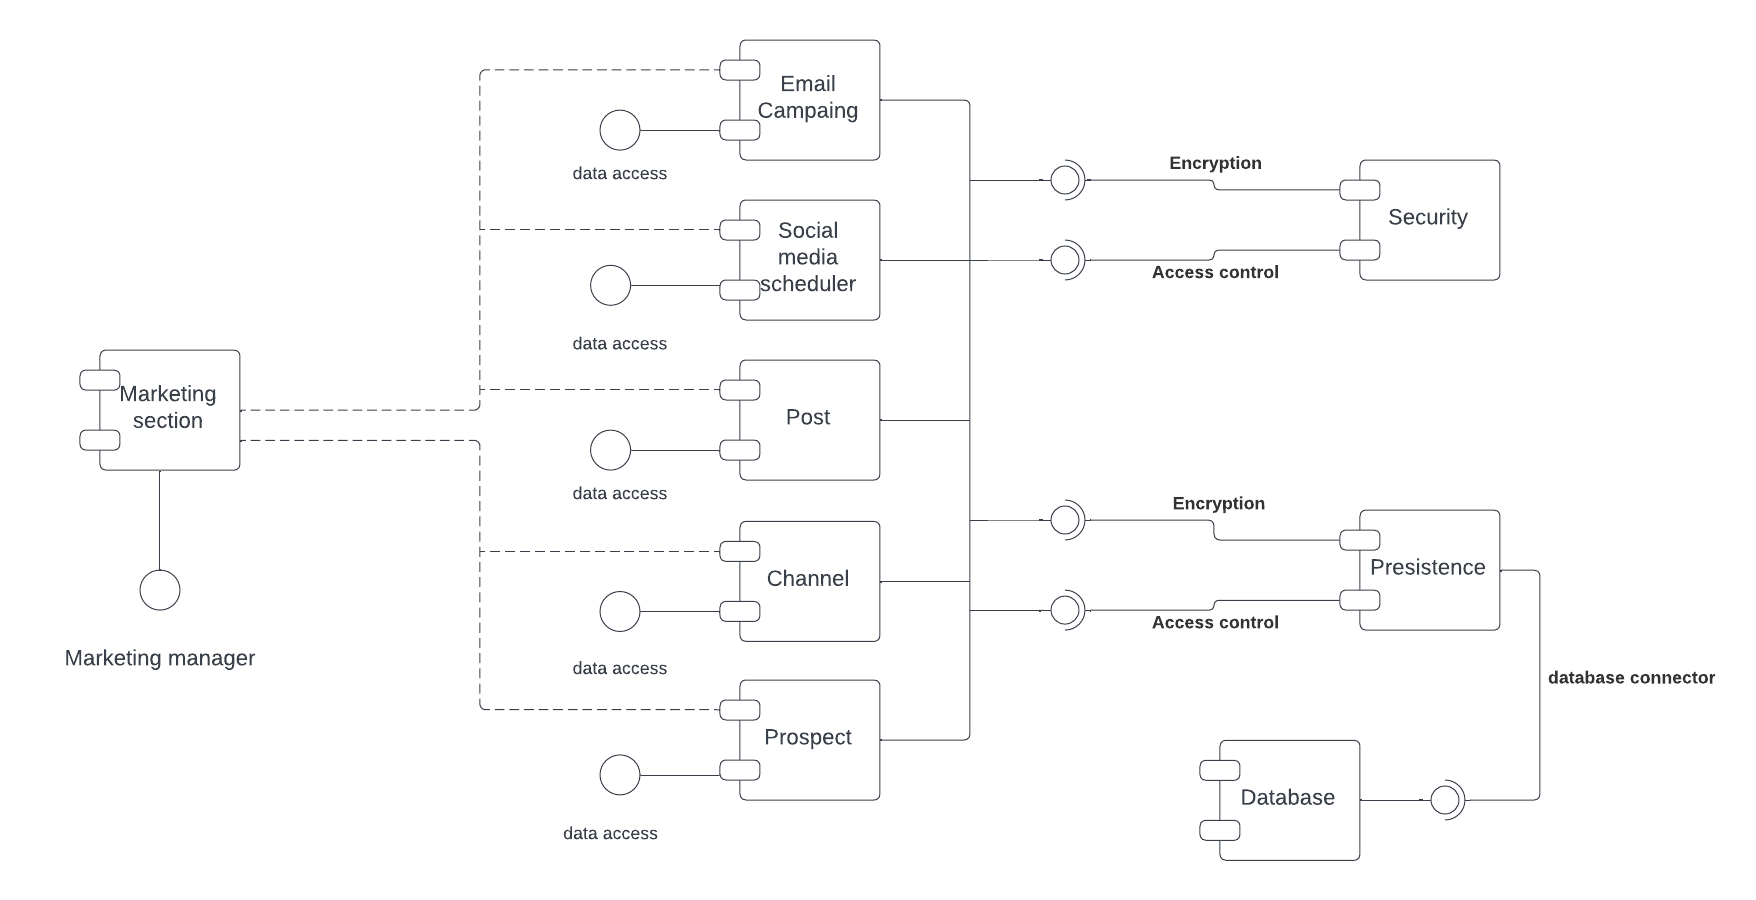 Email
Campaing
data access
Encryption
Security
Access control
Social
media
scheduler
data access
Marketing
section
Post
data access
Encryption
Presistence
Access control
Channel
data access
Marketing manager
database connector
Prospect
data access
Database